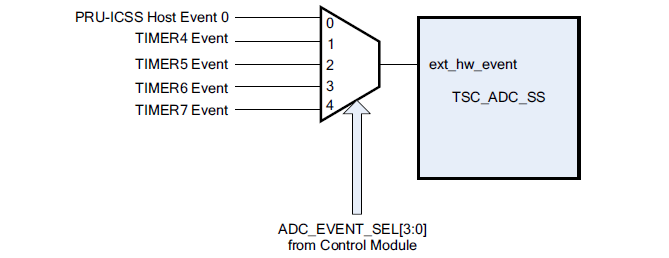 PRU-ICSS Host Event 0
TIMER4 Event
TIMER5 Event
TIMER6 Event
TIMER7 Event
0
1
2
3
4
ext_hw_event
TSC_ADC_SS
ADC_EVENT_SEL[3:0]
from Control Module